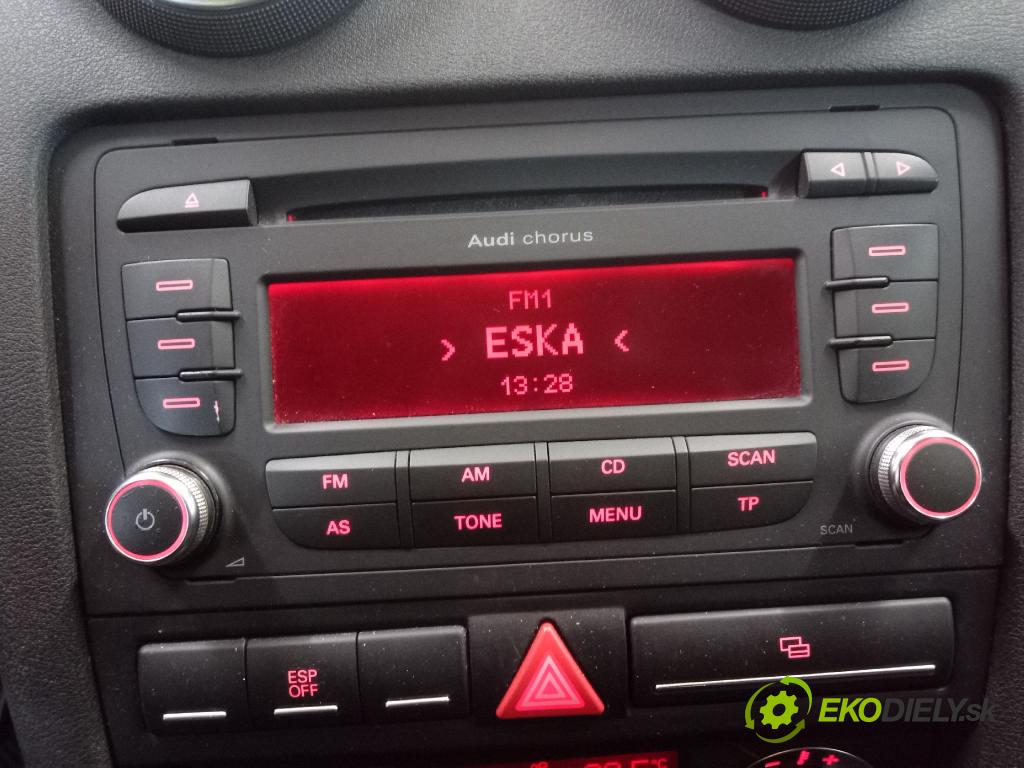 Audi chorus
FM1
> ESKA <
13:28
FM AM CD SCAN
AS TONE MENU TP
SCAN
ESP
OFF
EKODIELY.sk